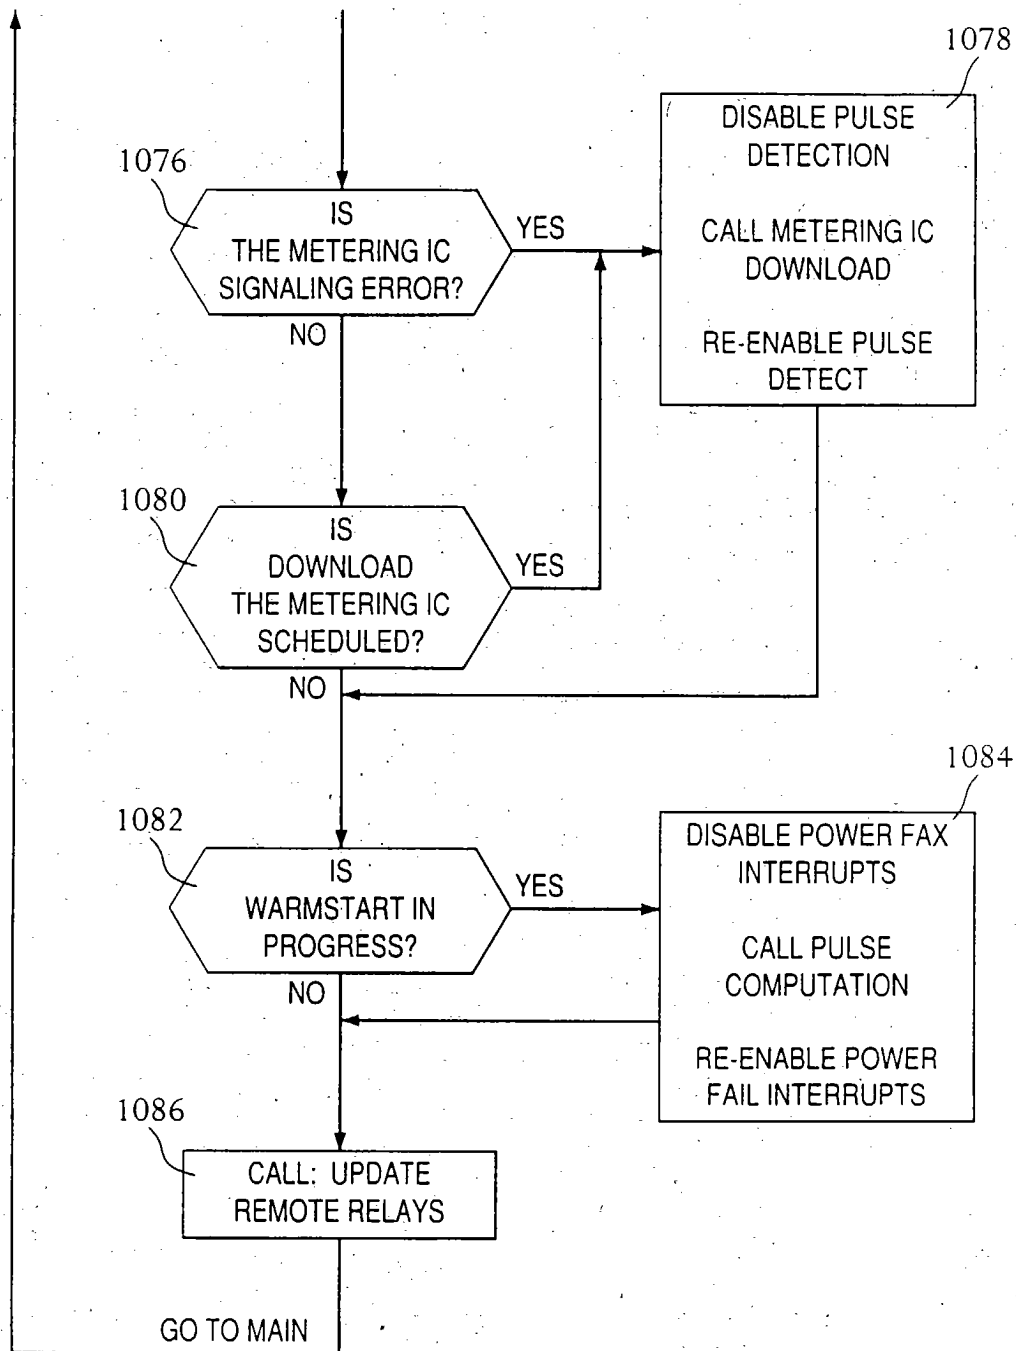 1078
DISABLE PULSE
DETECTION
CALL METERING IC
DOWNLOAD
RE-ENABLE PULSE
DETECT
1076
IS
THE METERING IC
SIGNALING ERROR?
YES
NO
1080
IS
DOWNLOAD
THE METERING IC
SCHEDULED?
YES
NO
1082
IS
WARMSTART IN
PROGRESS?
YES
NO
1084
DISABLE POWER FAX
INTERRUPTS
CALL PULSE
COMPUTATION
RE-ENABLE POWER
FAIL INTERRUPTS
1086
CALL: UPDATE
REMOTE RELAYS
GO TO MAIN